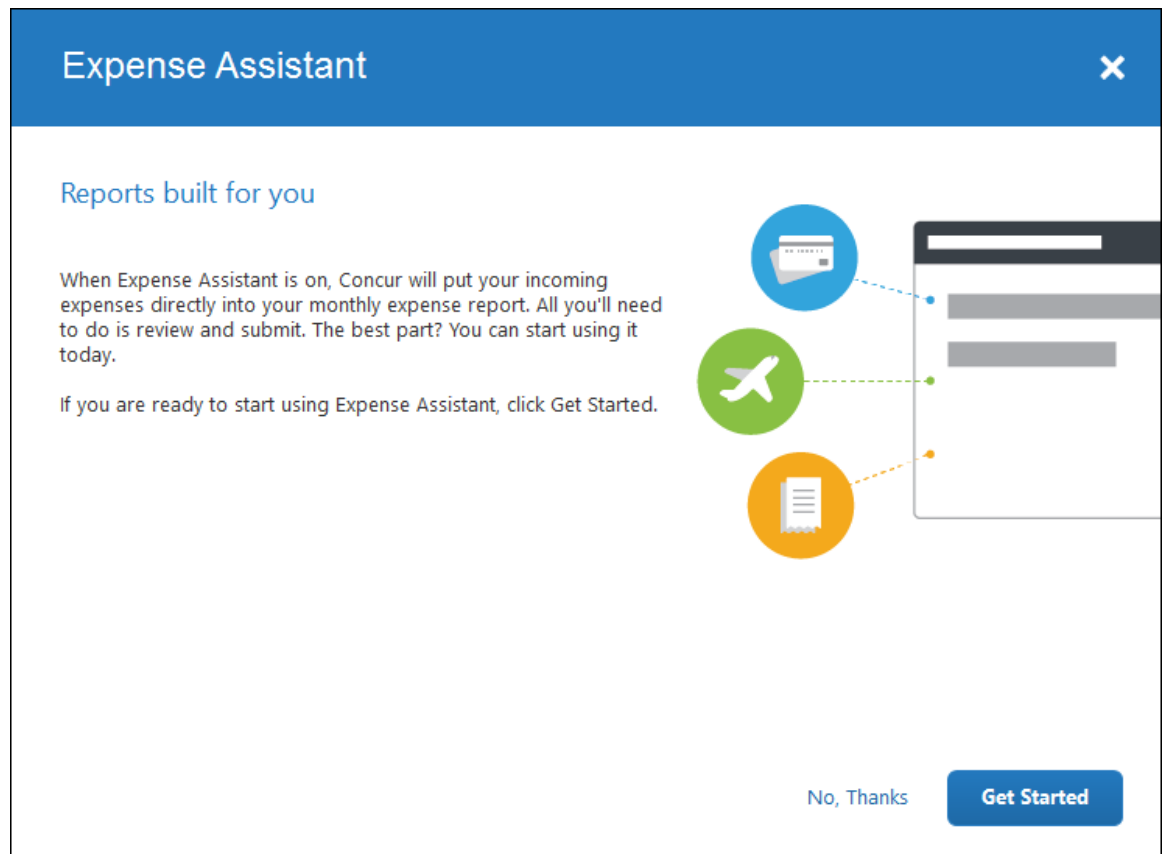 Expense Assistant
Reports built for you
When Expense Assistant is on, Concur will put your incoming
expenses directly into your monthly expense report. All you'll need
to do is review and submit. The best part? You can start using it
today.
If you are ready to start using Expense Assistant, click Get Started.
No, Thanks
Get Started